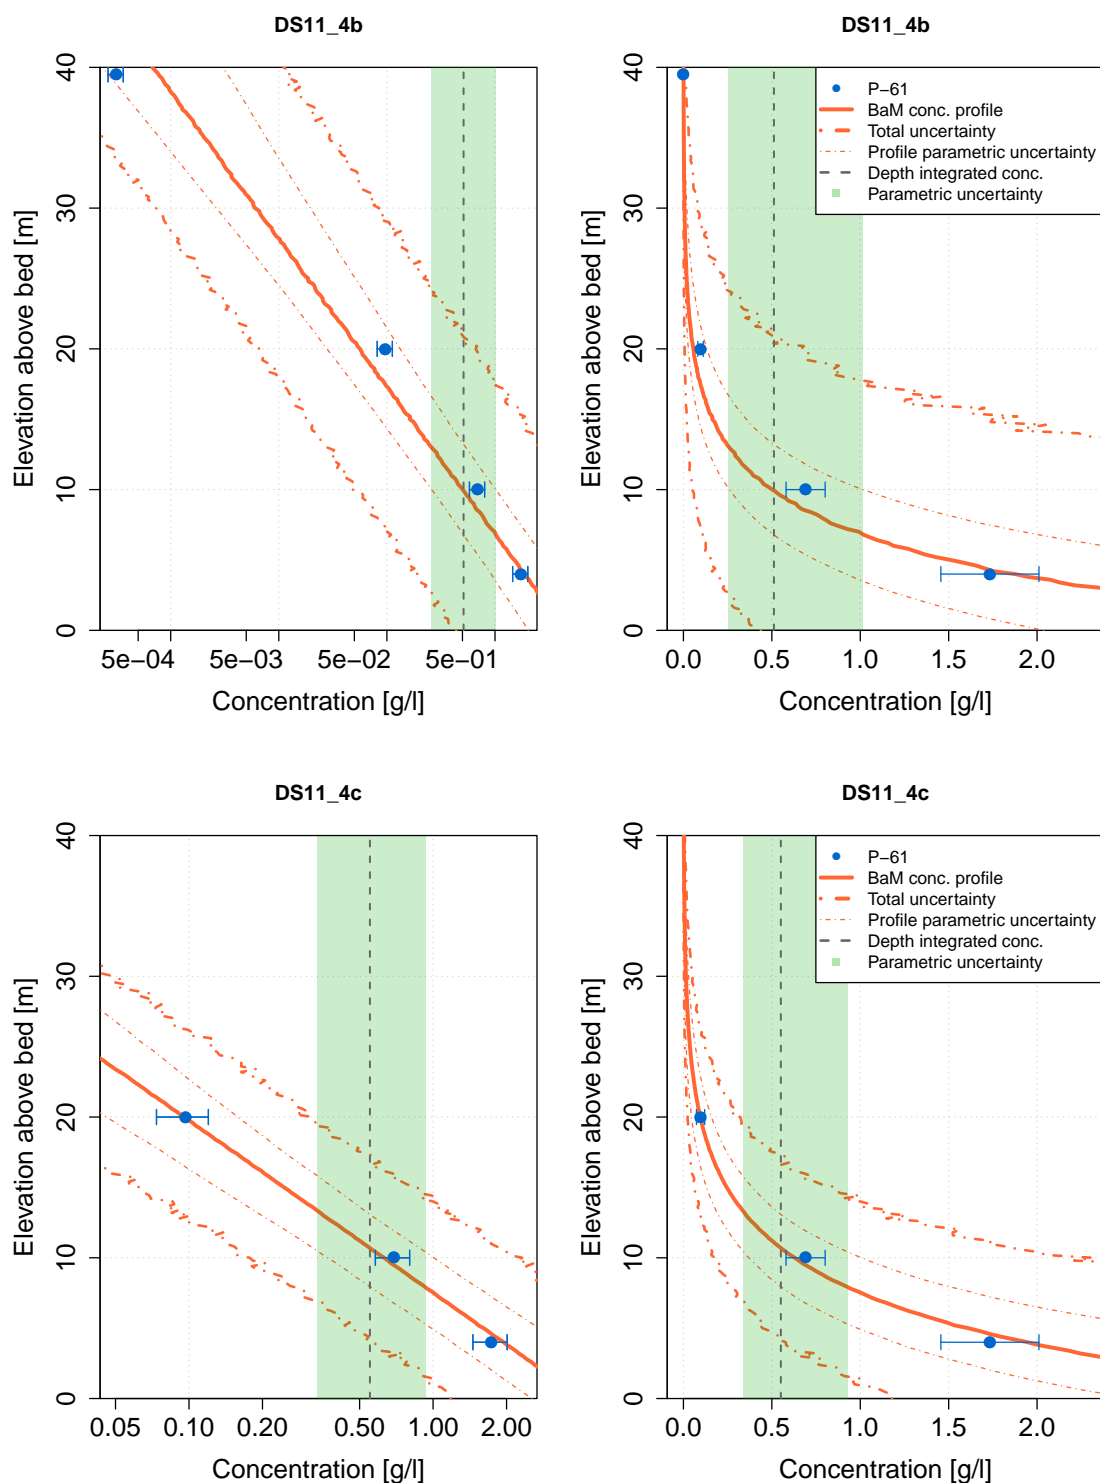 DS11_4b
DS11_4b
40
30
20
10
0
Elevation above bed [m]
5e−04
5e−03
5e−02
5e−01
Concentration [g/l]
40
30
20
10
0
Elevation above bed [m]
P−61
BaM conc. profile
Total uncertainty
Profile parametric uncertainty
Depth integrated conc.
Parametric uncertainty
0.0
0.5
1.0
1.5
2.0
Concentration [g/l]
DS11_4c
DS11_4c
40
30
20
10
0
Elevation above bed [m]
0.05
0.10
0.20
0.50
1.00
2.00
Concentration [g/l]
40
30
20
10
0
Elevation above bed [m]
P−61
BaM conc. profile
Total uncertainty
Profile parametric uncertainty
Depth integrated conc.
Parametric uncertainty
0.0
0.5
1.0
1.5
2.0
Concentration [g/l]